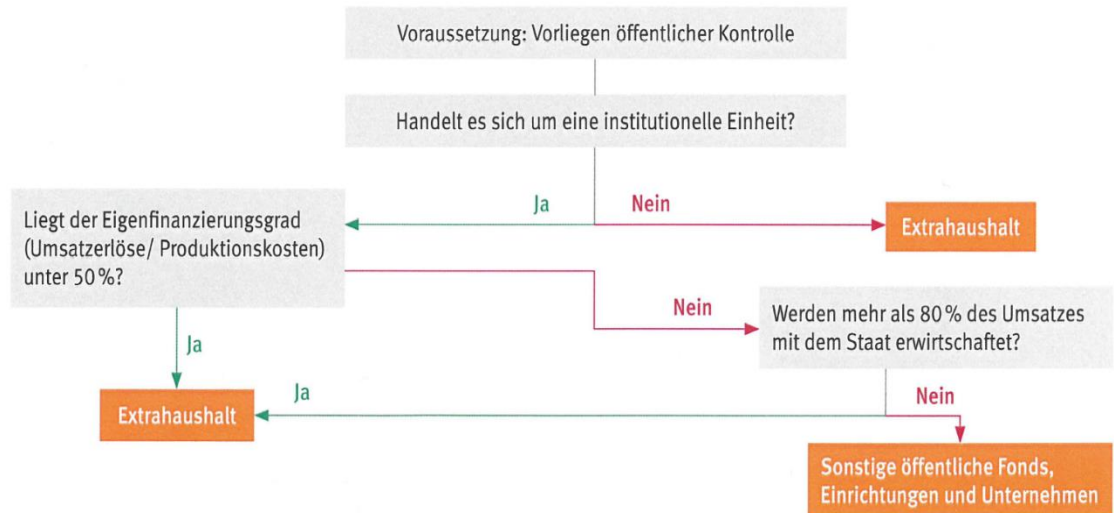 Voraussetzung: Vorliegen öffentlicher Kontrolle
Handelt es sich um eine institutionelle Einheit?
Ja
Nein
Liegt der Eigenfinanzierungsgrad
(Umsatzerlöse/ Produktionskosten)
unter 50 %?
Extrahaushalt
Nein
Werden mehr als 80 % des Umsatzes
mit dem Staat erwirtschaftet?
Ja
Ja
Nein
Extrahaushalt
Sonstige öffentliche Fonds,
Einrichtungen und Unternehmen